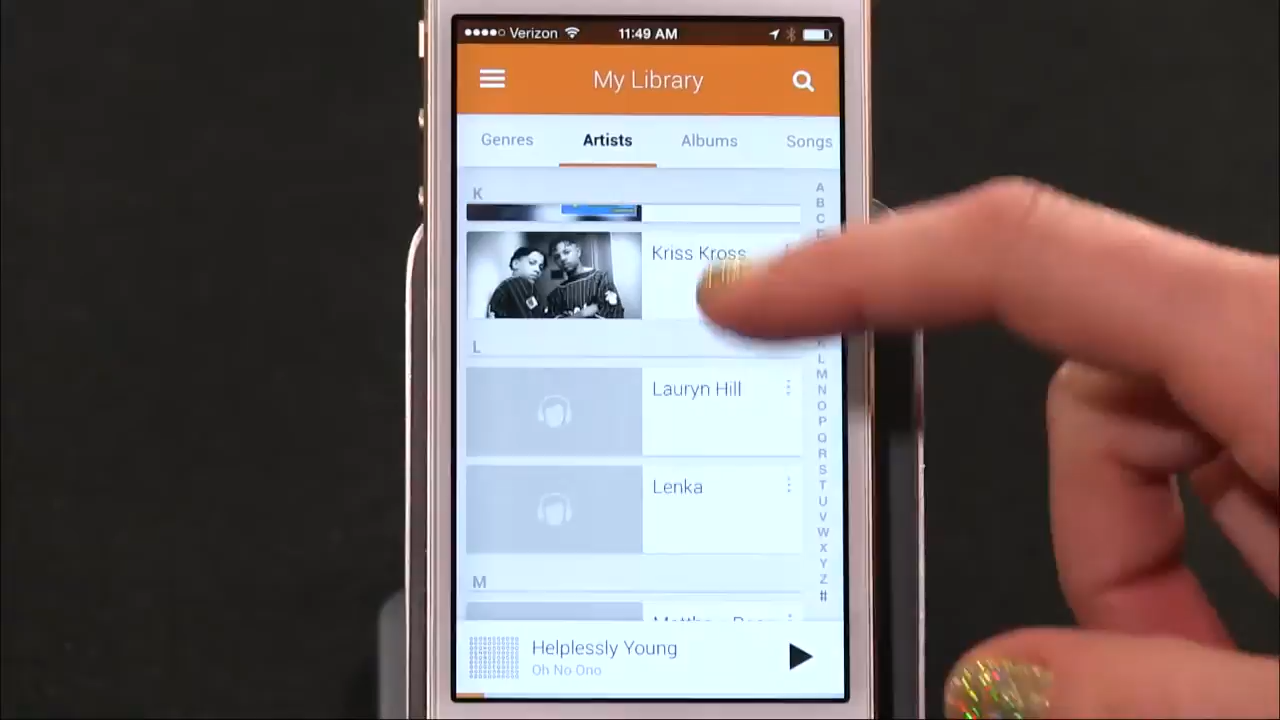 Verizon 11:49 AM
My Library
Genres Artists Albums Songs
K
Kriss Kross
L
Lauryn Hill
Lenka
M
A
B
C
L
M
N
O
P
Q
R
S
T
U
V
W
X
Y
Z
#
Helplessly Young
Oh No Ono